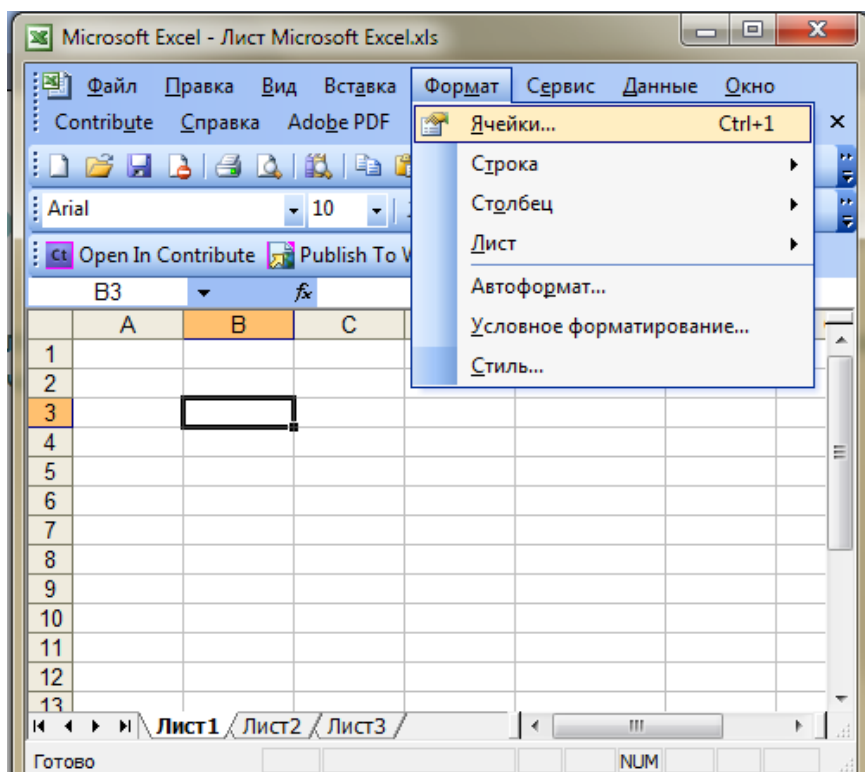 Microsoft Excel - Лист Microsoft Excel.xls
Файл Правка Вид Вставка Формат Сервис Данные Окно
Contribute Справка Adobe PDF
Ячейки... Ctrl+1
Строка
Столбец
Лист
Автоформат...
Условное форматирование...
Стиль...
Arial 10
Ct Open In Contribute Publish To
B3 fx
A B C
1
2
3
4
5
6
7
8
9
10
11
12
13
Лист1 Лист2 Лист3
Готово NUM